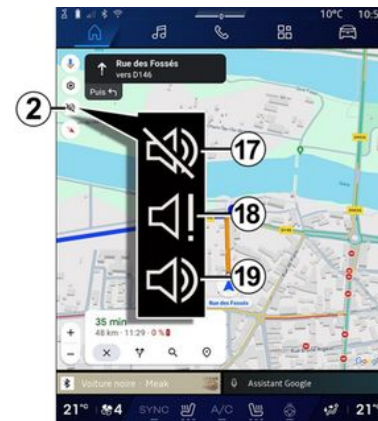 10°C 10:5
Rue des Fossés
vers D146
Puis
2
17
18
19
Rue des Fossés
35 min
48 km · 11:29 · 0 %
Voiture noire · Meak
Assistant Google
21°° 4 SYNC A/C 21°°